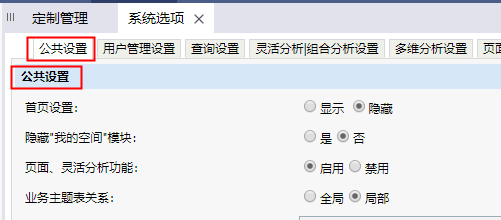 定制管理 系统选项 ×
公共设置 用户管理设置 查询设置 灵活分析|组合分析设置 多维分析设置 页面
公共设置
首页设置: 显示 隐藏
隐藏"我的空间"模块: 是 否
页面、灵活分析功能: 启用 禁用
业务主题表关系: 全局 局部